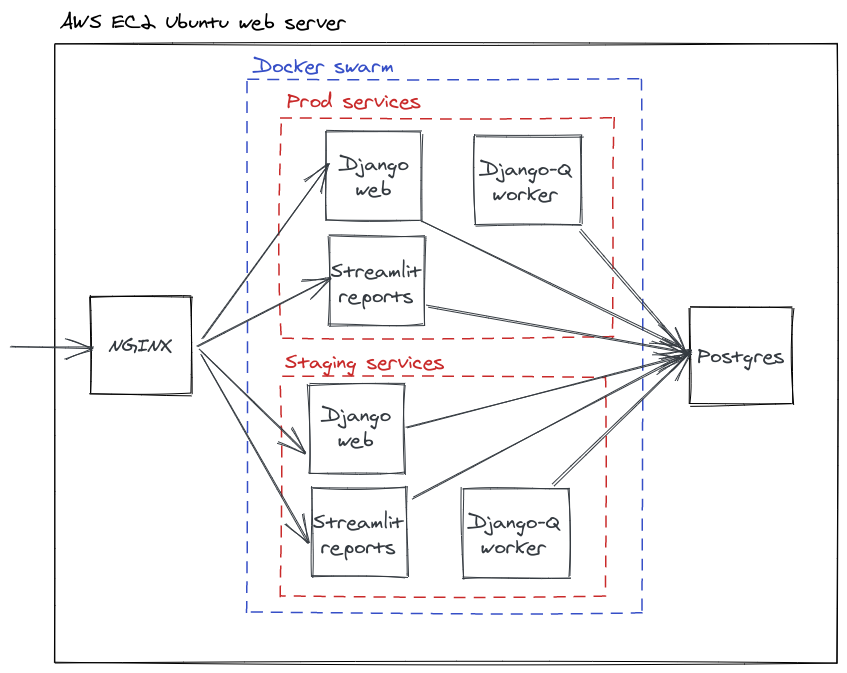 AWS EC2 Ubuntu web server
Docker swarm
Prod services
Django
web
Django-Q
worker
Streamlit
reports
NGINX
Postgres
Staging services
Django
web
Streamlit
reports
Django-Q
worker